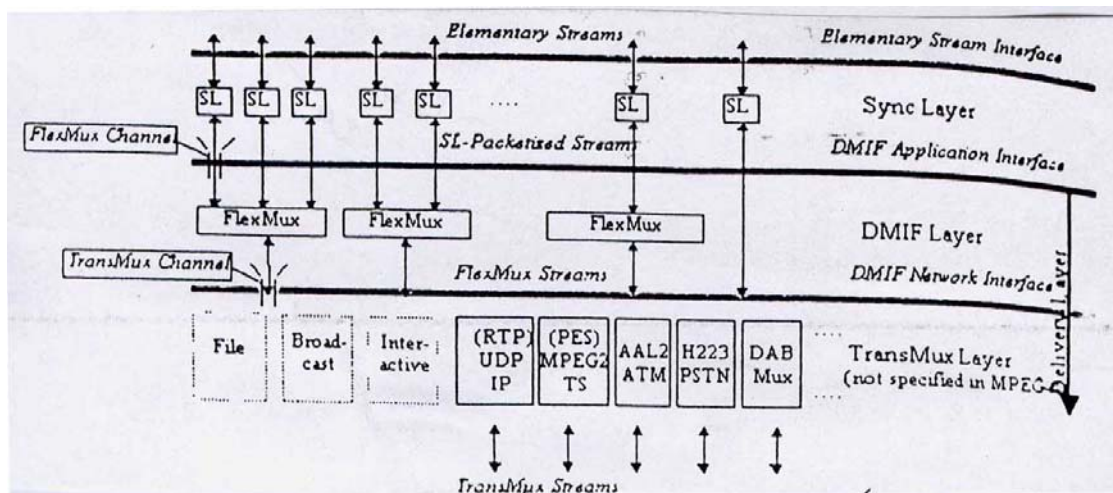 Elementary Streams
Elementary Stream Interface
SL SL SL SL SL .... SL SL
Sync Layer
FlexMux Channel
SL-Packetized Streams
DMIF Application Interface
FlexMux FlexMux FlexMux
DMIF Layer
TransMux Channel
FlexMux Streams
DMIF Network Interface
Delivery Layer
File
Broad-
cast
Inter-
active
(RTP)
UDP
IP
(PES)
MPEG2
TS
AAL2
ATM
H223
PSTN
DAB
Mux
....
....
TransMux Layer
(not specified in MPEG
TransMux Streams